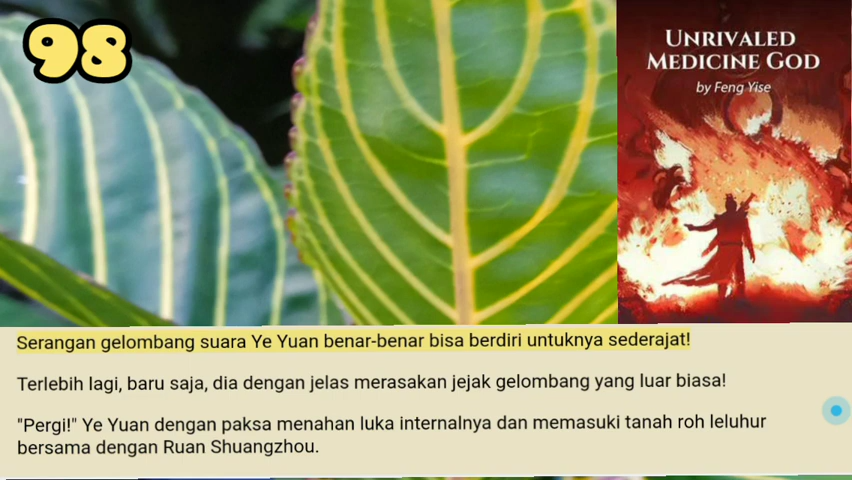 98
UNRIVALED
MEDICINE GOD
by Feng Yise
Serangan gelombang suara Ye Yuan benar-benar bisa berdiri untuknya sederajat!
Terlebih lagi, baru saja, dia dengan jelas merasakan jejak gelombang yang luar biasa!
"Pergi!" Ye Yuan dengan paksa menahan luka internalnya dan memasuki tanah roh leluhur
bersama dengan Ruan Shuangzhou.